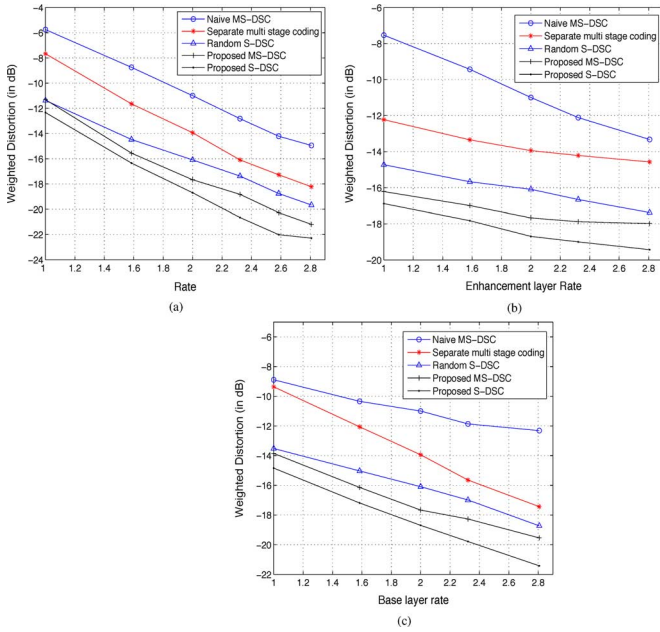 −4
−6
−8
−10
−12
−14
−16
−18
−20
−22
−24
Weighted Distortion (in dB)
Naive MS−DSC
Separate multi stage coding
Random S−DSC
Proposed MS−DSC
Proposed S−DSC
1 1.2 1.4 1.6 1.8 2 2.2 2.4 2.6 2.8
Rate
(a)
−6
−8
−10
−12
−14
−16
−18
−20
Weighted Distortion (in dB)
Naive MS−DSC
Separate multi stage coding
Random S−DSC
Proposed MS−DSC
Proposed S−DSC
1 1.2 1.4 1.6 1.8 2 2.2 2.4 2.6 2.8
Enhancement layer Rate
(b)
−6
−8
−10
−12
−14
−16
−18
−20
−22
Weighted Distortion (in dB)
Naive MS−DSC
Separate multi stage coding
Random S−DSC
Proposed MS−DSC
Proposed S−DSC
1 1.2 1.4 1.6 1.8 2 2.2 2.4 2.6 2.8
Base layer rate
(c)